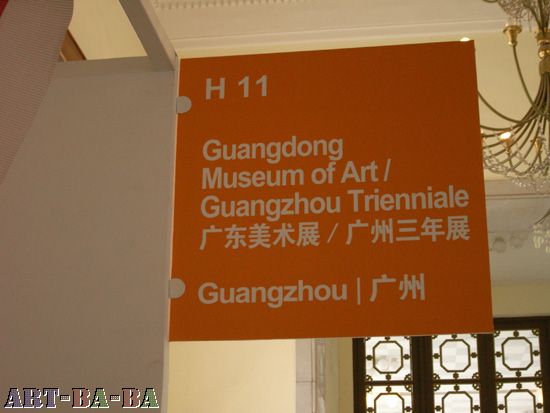 H 11
Guangdong
Museum of Art /
Guangzhou Trienniale
广东美术展 / 广州三年展
Guangzhou | 广州
ART-BA-BA